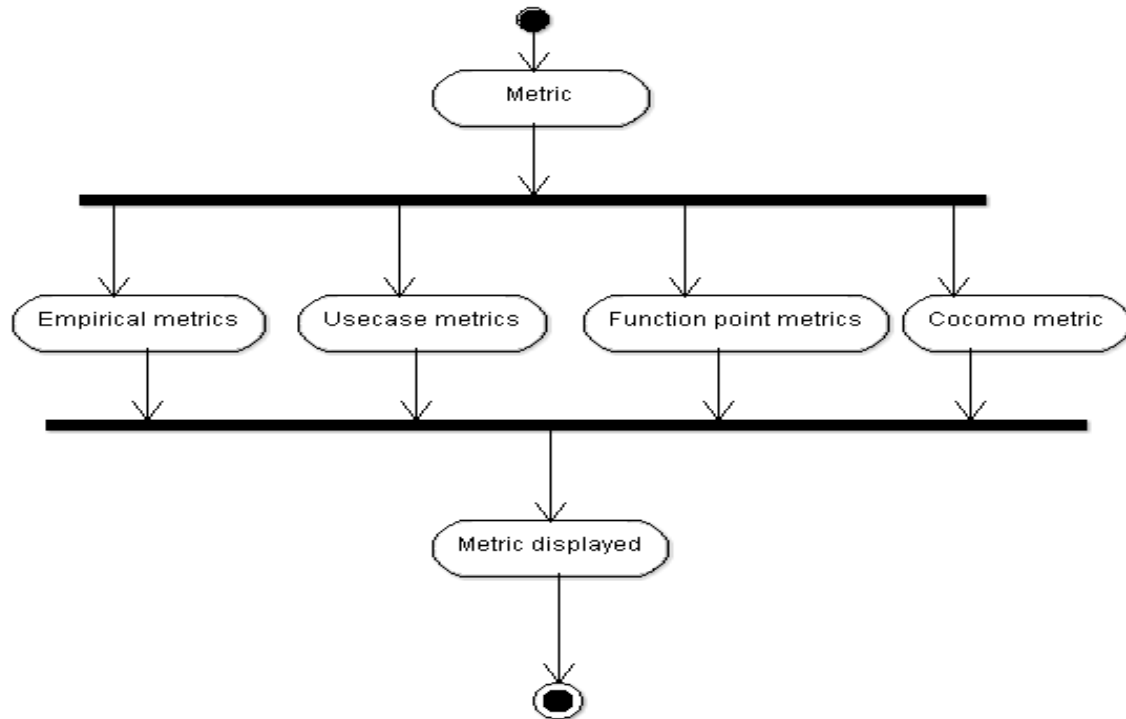 Metric
Empirical metrics
Usecase metrics
Function point metrics
Cocomo metric
Metric displayed